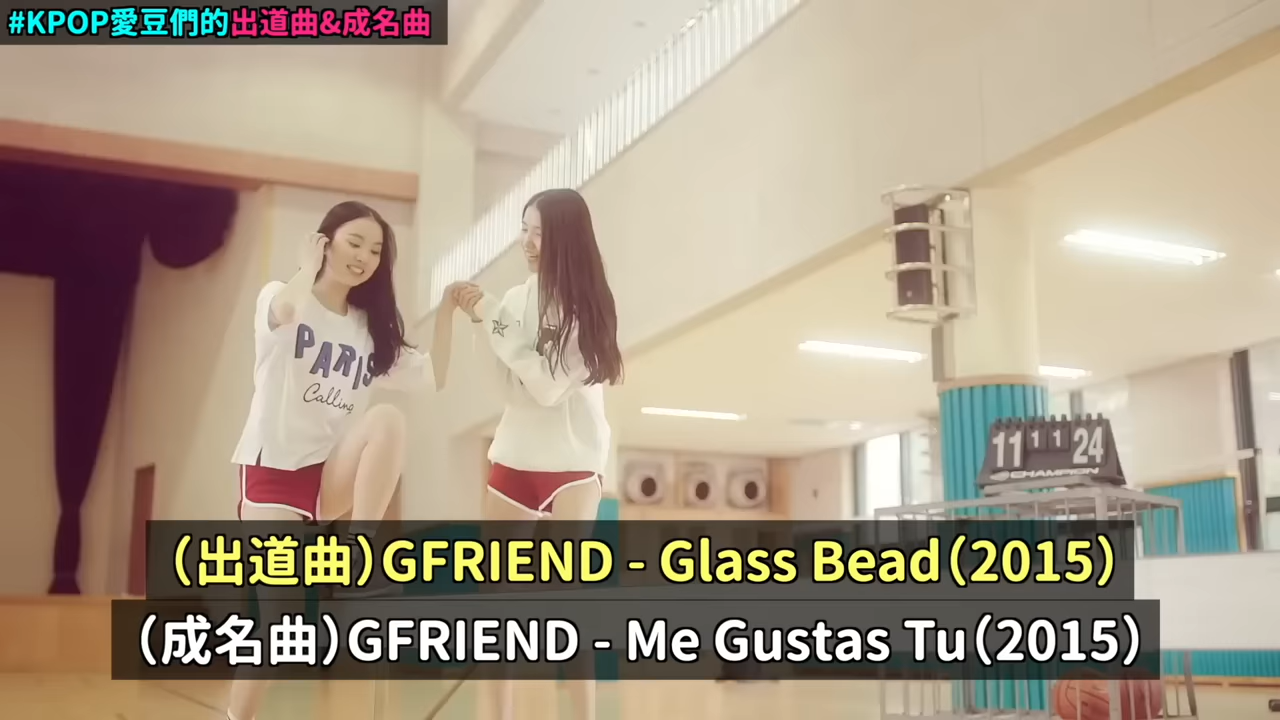 #KPOP愛豆們的出道曲&成名曲
PARIS
Calling
11 1 1 24
CHAMPION
（出道曲）GFRIEND - Glass Bead（2015）
（成名曲）GFRIEND - Me Gustas Tu（2015）